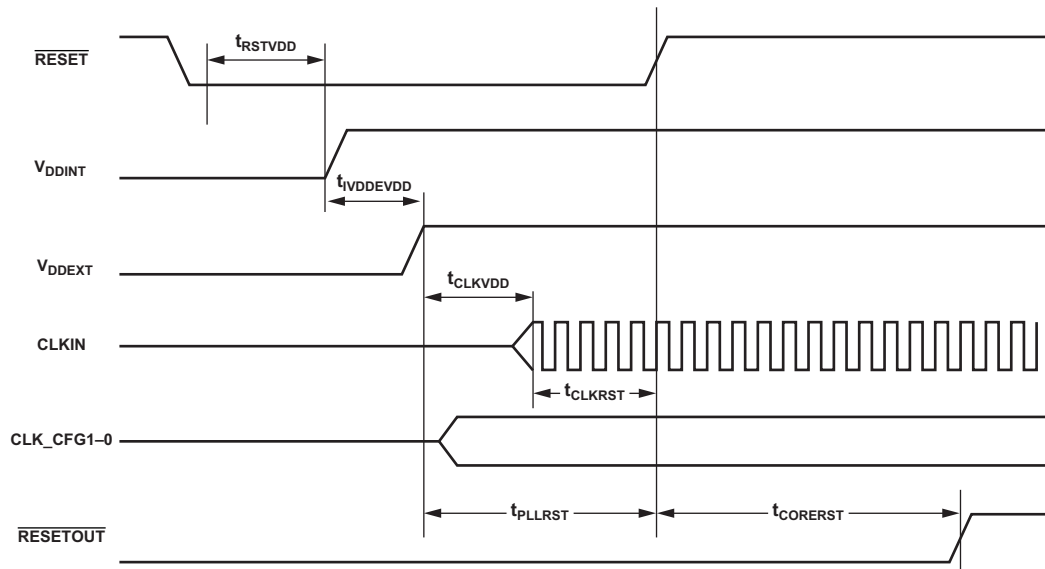 RESET
tRSTVDD
VDDINT
tIVDDEVDD
VDDEXT
tCLKVDD
CLKIN
tCLKRST
CLK_CFG1–0
tPLLRST
tCORERST
RESETOUT